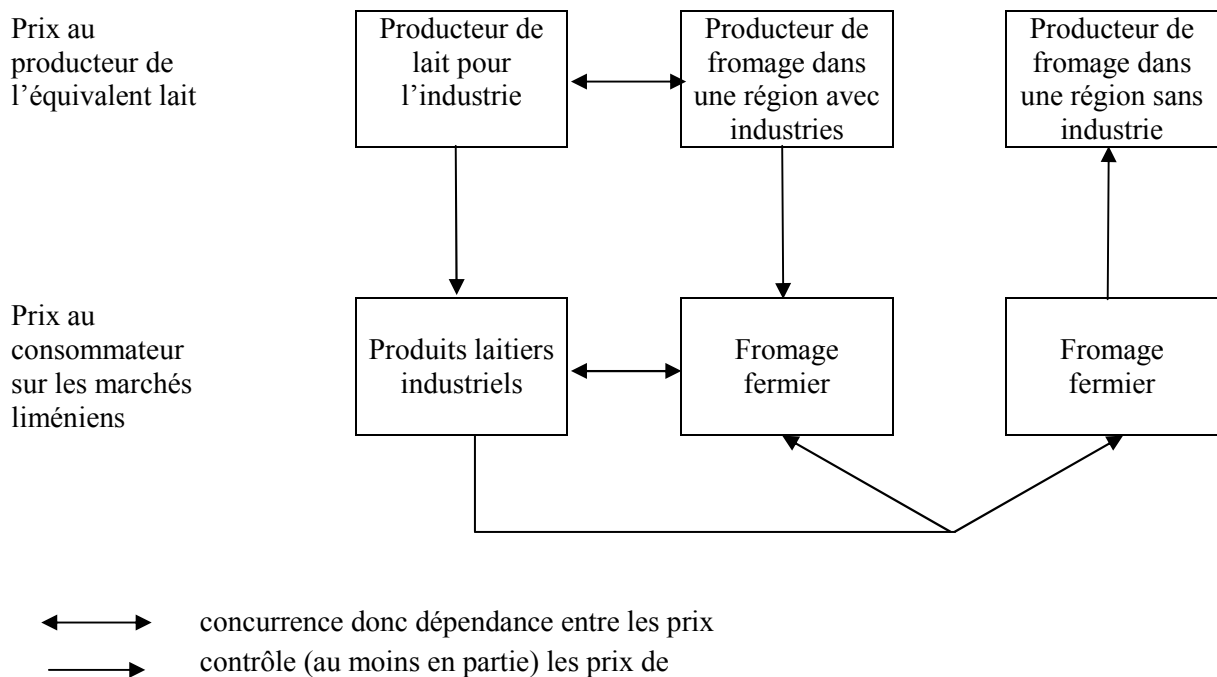 Prix au
producteur de
l’équivalent lait
Producteur de
lait pour
l’industrie
Producteur de
fromage dans
une région avec
industries
Producteur de
fromage dans
une région sans
industrie
Prix au
consommateur
sur les marchés
liméniens
Produits laitiers
industriels
Fromage
fermier
Fromage
fermier
concurrence donc dépendance entre les prix
contrôle (au moins en partie) les prix de